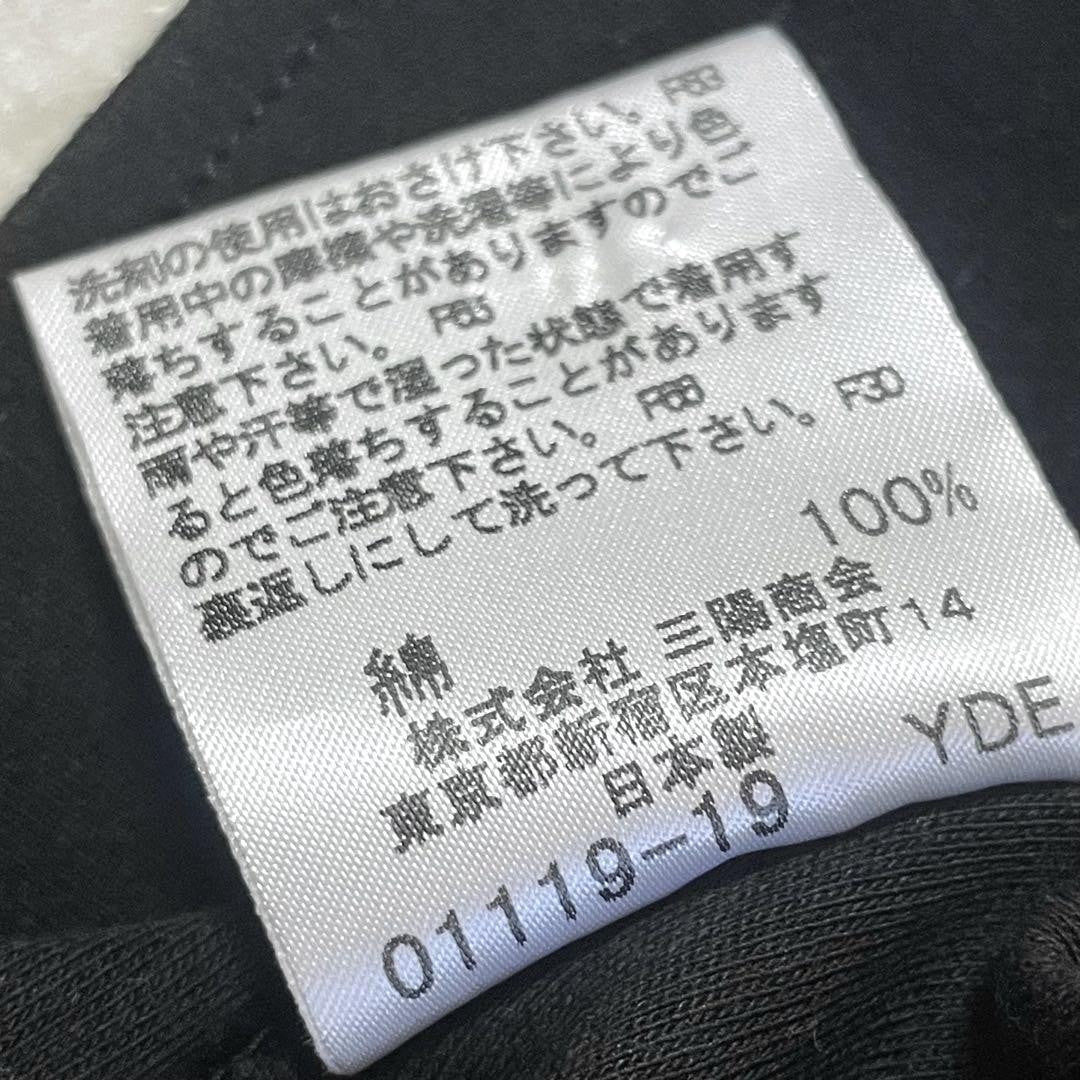 洗剤の使用はおさけ下さい。 P53
着用中の摩擦や洗濯等により色
落ちすることがありますのでご
注意下さい。 P63
雨や汗等で湿った状態で着用す
ると色落ちすることがあります
のでご注意下さい。 P68
裏返しにして洗って下さい。 F30
綿 100%
株式会社 三陽商会
東京都新宿区本塩町14
日本製 YDE
01119-19